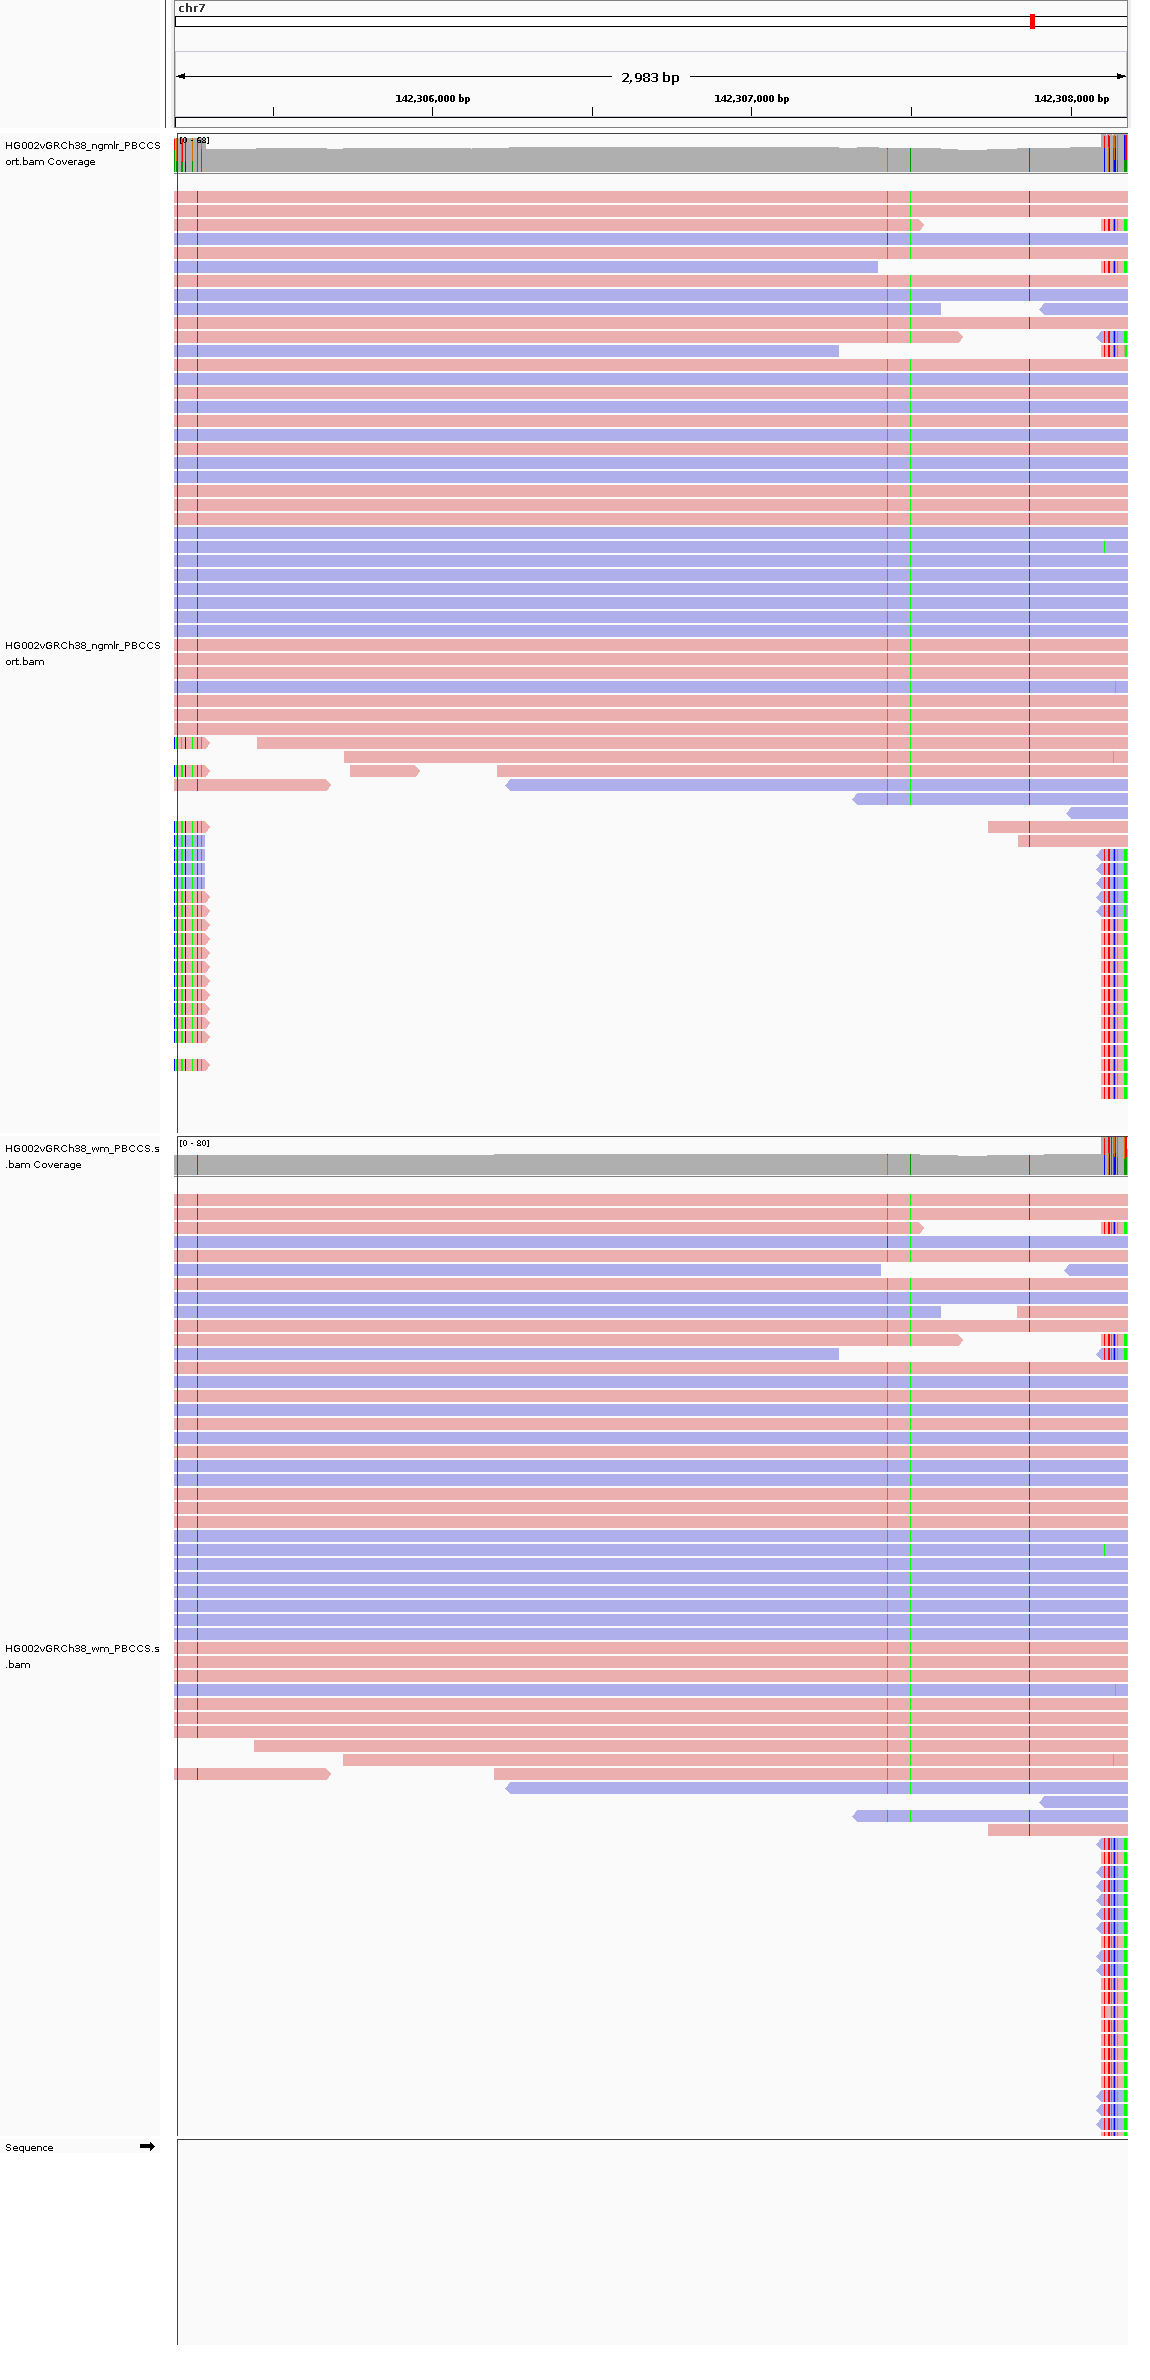 chr7
2,983 bp
142,306,000 bp 142,307,000 bp 142,308,000 bp
HG002vGRCh38_ngmlr_PBCCS
ort.bam Coverage
[0 - 68]
HG002vGRCh38_ngmlr_PBCCS
ort.bam
HG002vGRCh38_wm_PBCCS.s
.bam Coverage
[0 - 80]
HG002vGRCh38_wm_PBCCS.s
.bam
Sequence